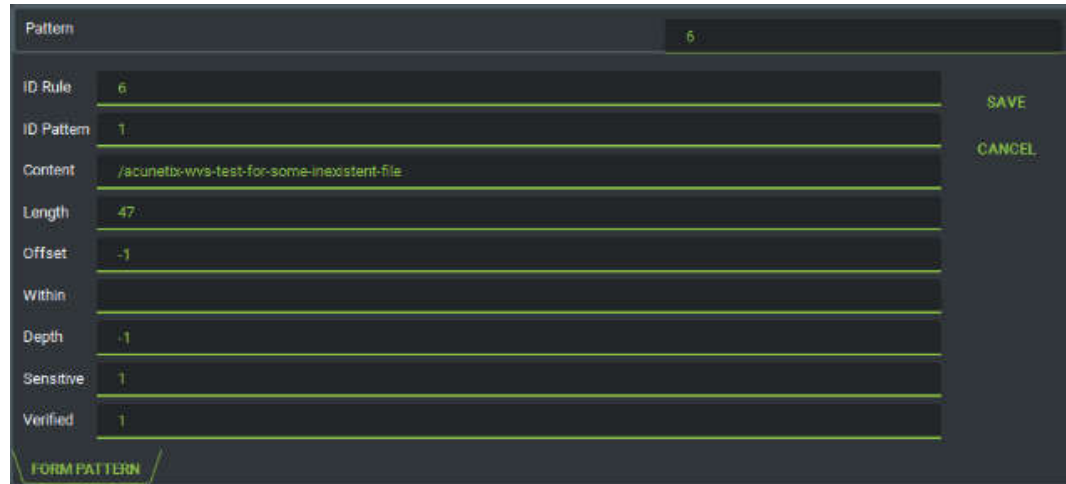 Pattern
6
ID Rule 6
SAVE
ID Pattern 1
CANCEL
Content /acunetix-wvs-test-for-some-inexistent-file
Length 47
Offset -1
Within
Depth -1
Sensitive 1
Verified 1
FORM PATTERN